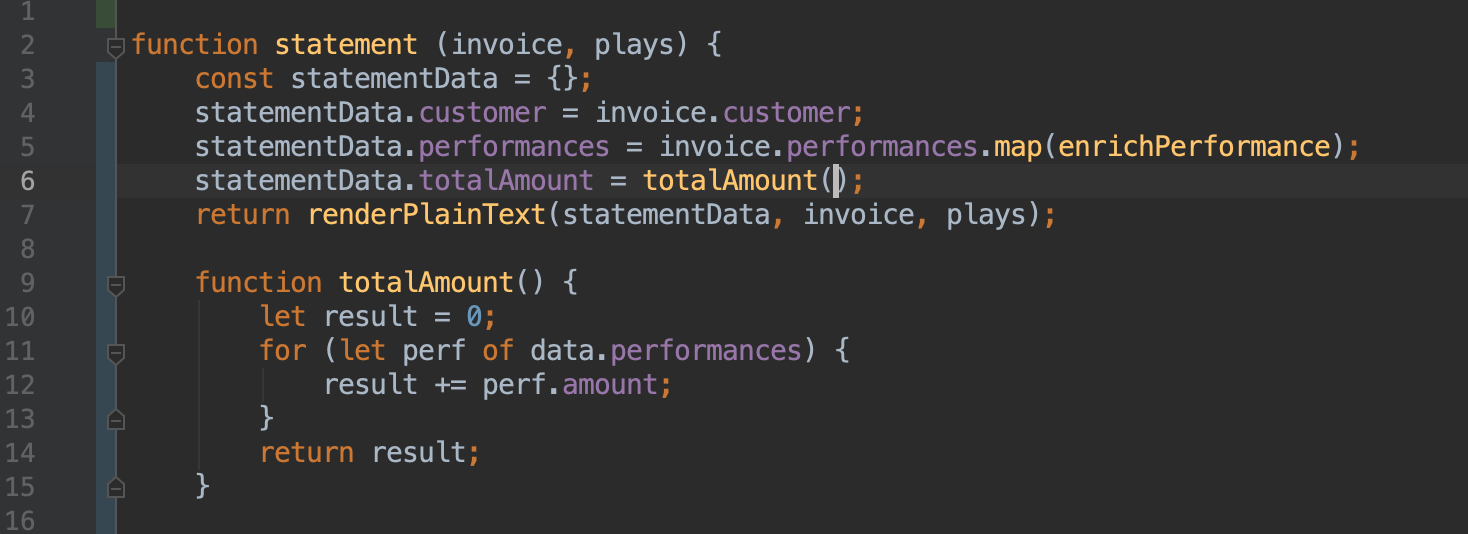 1
2 function statement (invoice, plays) {
3 const statementData = {};
4 statementData.customer = invoice.customer;
5 statementData.performances = invoice.performances.map(enrichPerformance);
6 statementData.totalAmount = totalAmount();
7 return renderPlainText(statementData, invoice, plays);
8
9 function totalAmount() {
10 let result = 0;
11 for (let perf of data.performances) {
12 result += perf.amount;
13 }
14 return result;
15 }
16